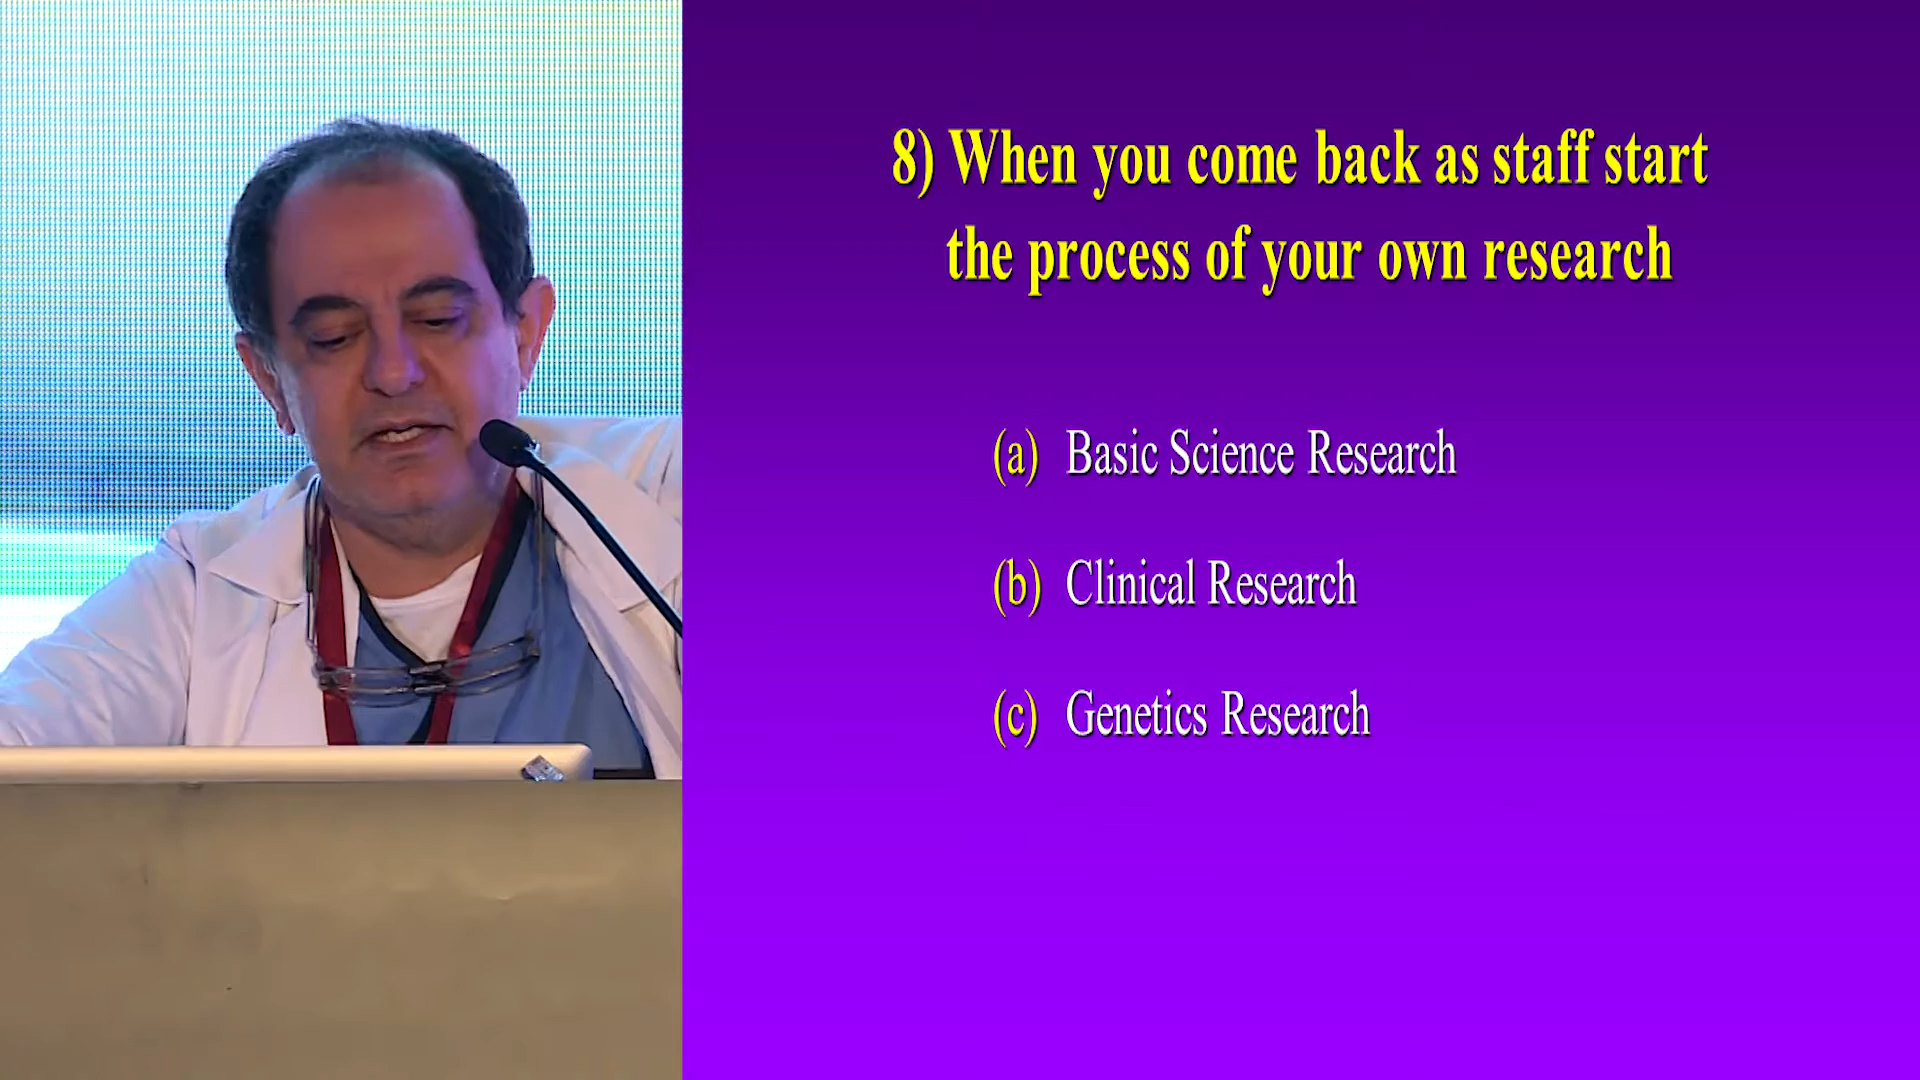 8) When you come back as staff start
the process of your own research
(a) Basic Science Research
(b) Clinical Research
(c) Genetics Research